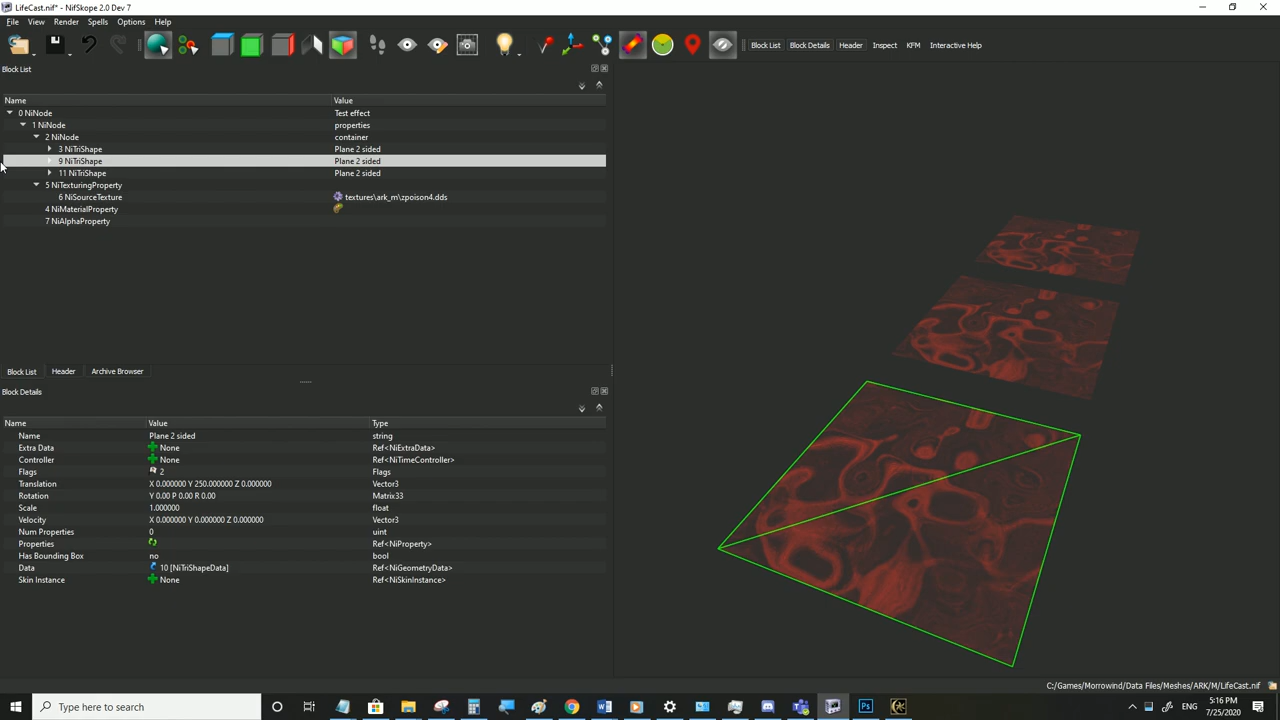 LifeCast.nif* - NifSkope 2.0 Dev 7
File View Render Spells Options Help
Block List Block Details Header Inspect KFM Interactive Help
Block List
Name Value
0 NiNode Test effect
1 NiNode properties
2 NiNode container
3 NiTriShape Plane 2 sided
9 NiTriShape Plane 2 sided
11 NiTriShape Plane 2 sided
5 NiTexturingProperty
6 NiSourceTexture textures\ark_m\zpoison4.dds
4 NiMaterialProperty
7 NiAlphaProperty
Block List Header Archive Browser
Block Details
Name Value Type
Name Plane 2 sided string
Extra Data None Ref<NiExtraData>
Controller None Ref<NiTimeController>
Flags 2 Flags
Translation X 0.000000 Y 250.000000 Z 0.000000 Vector3
Rotation Y 0.00 P 0.00 R 0.00 Matrix33
Scale 1.000000 float
Velocity X 0.000000 Y 0.000000 Z 0.000000 Vector3
Num Properties 0 uint
Properties Ref<NiProperty>
Has Bounding Box no bool
Data 10 [NiTriShapeData] Ref<NiGeometryData>
Skin Instance None Ref<NiSkinInstance>
C:/Games/Morrowind/Data Files/Meshes/ARK/M/LifeCast.nif
Type here to search
ENG
5:16 PM
7/25/2020